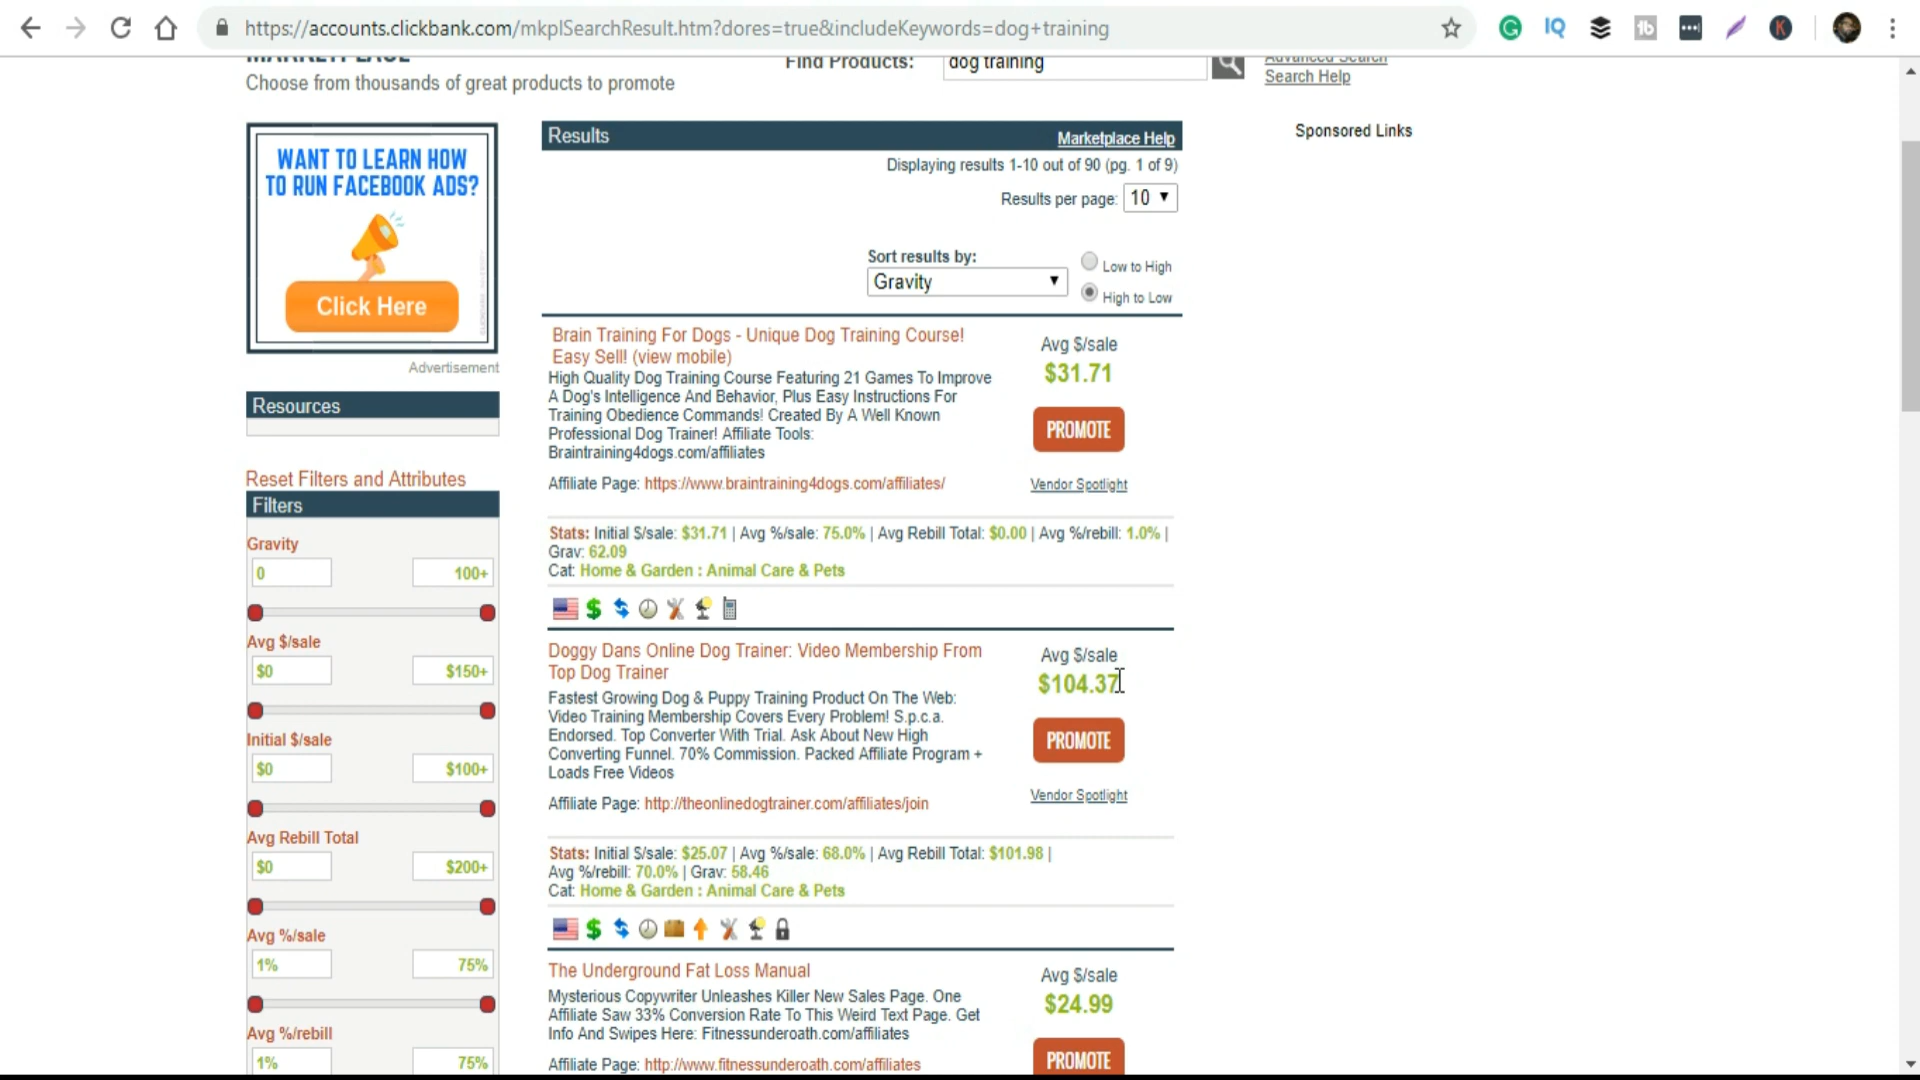 https://accounts.clickbank.com/mkplSearchResult.htm?dores=true&includeKeywords=dog+training
MARKETPLACE
Choose from thousands of great products to promote
Find Products:
dog training
Advanced Search
Search Help
WANT TO LEARN HOW
TO RUN FACEBOOK ADS?
Click Here
Advertisement
Resources
Reset Filters and Attributes
Filters
Gravity
0 100+
Avg $/sale
$0 $150+
Initial $/sale
$0 $100+
Avg Rebill Total
$0 $200+
Avg %/sale
1% 75%
Avg %/rebill
1% 75%
Results
Marketplace Help
Displaying results 1-10 out of 90 (pg. 1 of 9)
Results per page: 10
Sort results by:
Gravity
Low to High
High to Low
Brain Training For Dogs - Unique Dog Training Course!
Easy Sell! (view mobile)
High Quality Dog Training Course Featuring 21 Games To Improve
A Dog's Intelligence And Behavior, Plus Easy Instructions For
Training Obedience Commands! Created By A Well Known
Professional Dog Trainer! Affiliate Tools:
Braintraining4dogs.com/affiliates
Affiliate Page: https://www.braintraining4dogs.com/affiliates/
Avg $/sale
$31.71
PROMOTE
Vendor Spotlight
Stats: Initial $/sale: $31.71 | Avg %/sale: 75.0% | Avg Rebill Total: $0.00 | Avg %/rebill: 1.0% |
Grav: 62.09
Cat: Home & Garden : Animal Care & Pets
Doggy Dans Online Dog Trainer: Video Membership From
Top Dog Trainer
Fastest Growing Dog & Puppy Training Product On The Web:
Video Training Membership Covers Every Problem! S.p.c.a.
Endorsed. Top Converter With Trial. Ask About New High
Converting Funnel. 70% Commission. Packed Affiliate Program +
Loads Free Videos
Affiliate Page: http://theonlinedogtrainer.com/affiliates/join
Avg $/sale
$104.37
PROMOTE
Vendor Spotlight
Stats: Initial $/sale: $25.07 | Avg %/sale: 68.0% | Avg Rebill Total: $101.98 |
Avg %/rebill: 70.0% | Grav: 58.46
Cat: Home & Garden : Animal Care & Pets
The Underground Fat Loss Manual
Mysterious Copywriter Unleashes Killer New Sales Page. One
Affiliate Saw 33% Conversion Rate To This Weird Text Page. Get
Info And Swipes Here: Fitnessunderoath.com/affiliates
Affiliate Page: http://www.fitnessunderoath.com/affiliates
Avg $/sale
$24.99
PROMOTE
Sponsored Links